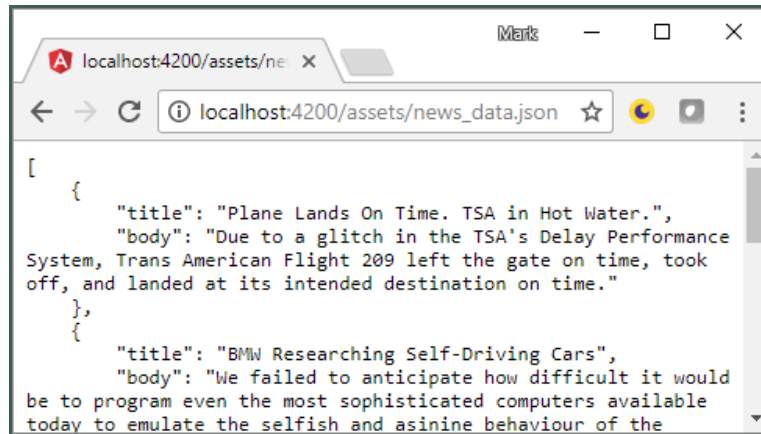 Mark
localhost:4200/assets/ne
localhost:4200/assets/news_data.json
[
    {
        "title": "Plane Lands On Time. TSA in Hot Water.",
        "body": "Due to a glitch in the TSA's Delay Performance
System, Trans American Flight 209 left the gate on time, took
off, and landed at its intended destination on time."
    },
    {
        "title": "BMW Researching Self-Driving Cars",
        "body": "We failed to anticipate how difficult it would
be to program even the most sophisticated computers available
today to emulate the selfish and asinine behaviour of the